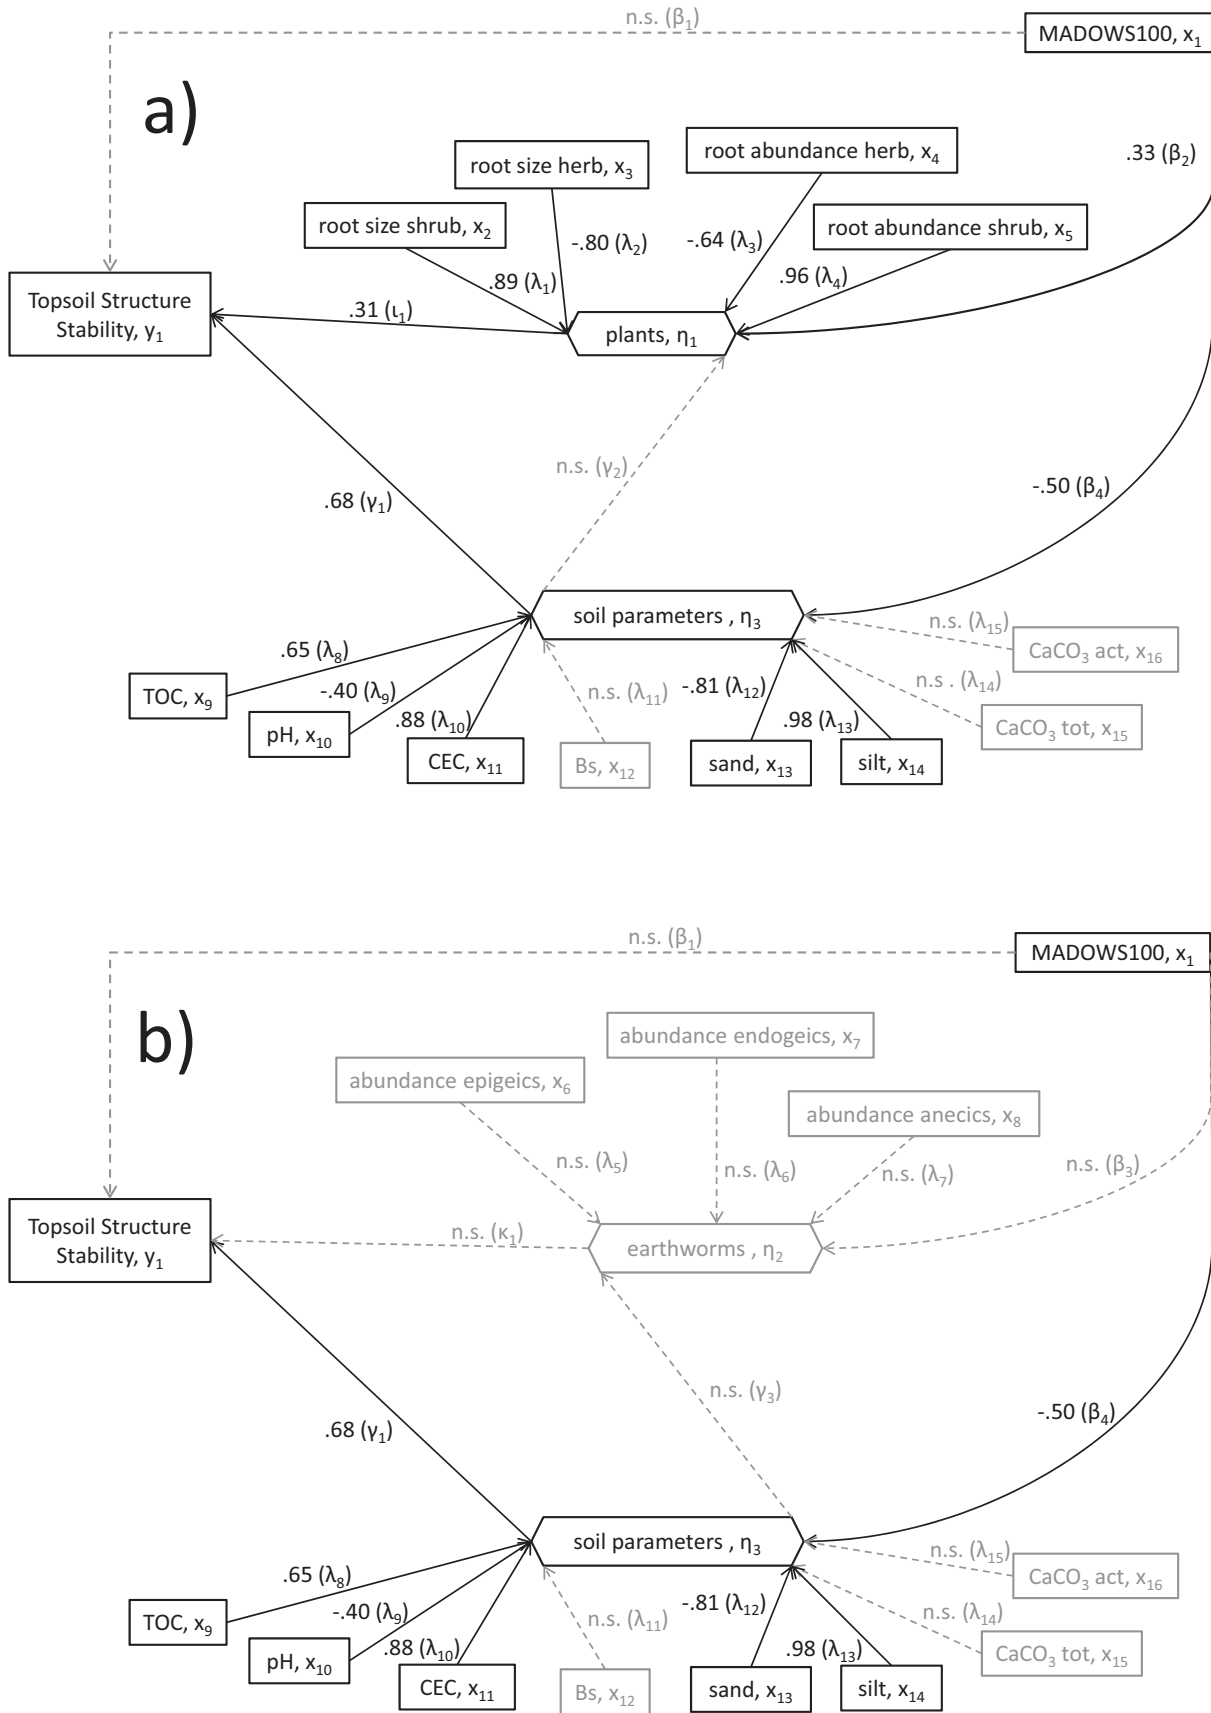 n.s. (β₁)
MADOWS100, x₁
a)
root abundance herb, x₄
root size herb, x₃
.33 (β₂)
root size shrub, x₂
root abundance shrub, x₅
-.80 (λ₂)
-.64 (λ₃)
.89 (λ₁)
.96 (λ₄)
Topsoil Structure
Stability, y₁
.31 (ι₁)
plants, η₁
n.s. (γ₂)
-.50 (β₄)
.68 (γ₁)
soil parameters , η₃
n.s. (λ₁₅)
CaCO₃ act, x₁₆
.65 (λ₈)
TOC, x₉
-.40 (λ₉)
n.s. (λ₁₁)
-.81 (λ₁₂)
n.s . (λ₁₄)
.88 (λ₁₀)
.98 (λ₁₃)
CaCO₃ tot, x₁₅
pH, x₁₀
CEC, x₁₁
Bs, x₁₂
sand, x₁₃
silt, x₁₄
n.s. (β₁)
MADOWS100, x₁
b)
abundance endogeics, x₇
abundance epigeics, x₆
abundance anecics, x₈
n.s. (λ₅)
n.s. (λ₆)
n.s. (λ₇)
n.s. (β₃)
Topsoil Structure
Stability, y₁
n.s. (κ₁)
earthworms , η₂
n.s. (γ₃)
-.50 (β₄)
.68 (γ₁)
soil parameters , η₃
n.s. (λ₁₅)
CaCO₃ act, x₁₆
.65 (λ₈)
TOC, x₉
-.40 (λ₉)
n.s. (λ₁₁)
-.81 (λ₁₂)
n.s. (λ₁₄)
.88 (λ₁₀)
.98 (λ₁₃)
CaCO₃ tot, x₁₅
pH, x₁₀
CEC, x₁₁
Bs, x₁₂
sand, x₁₃
silt, x₁₄